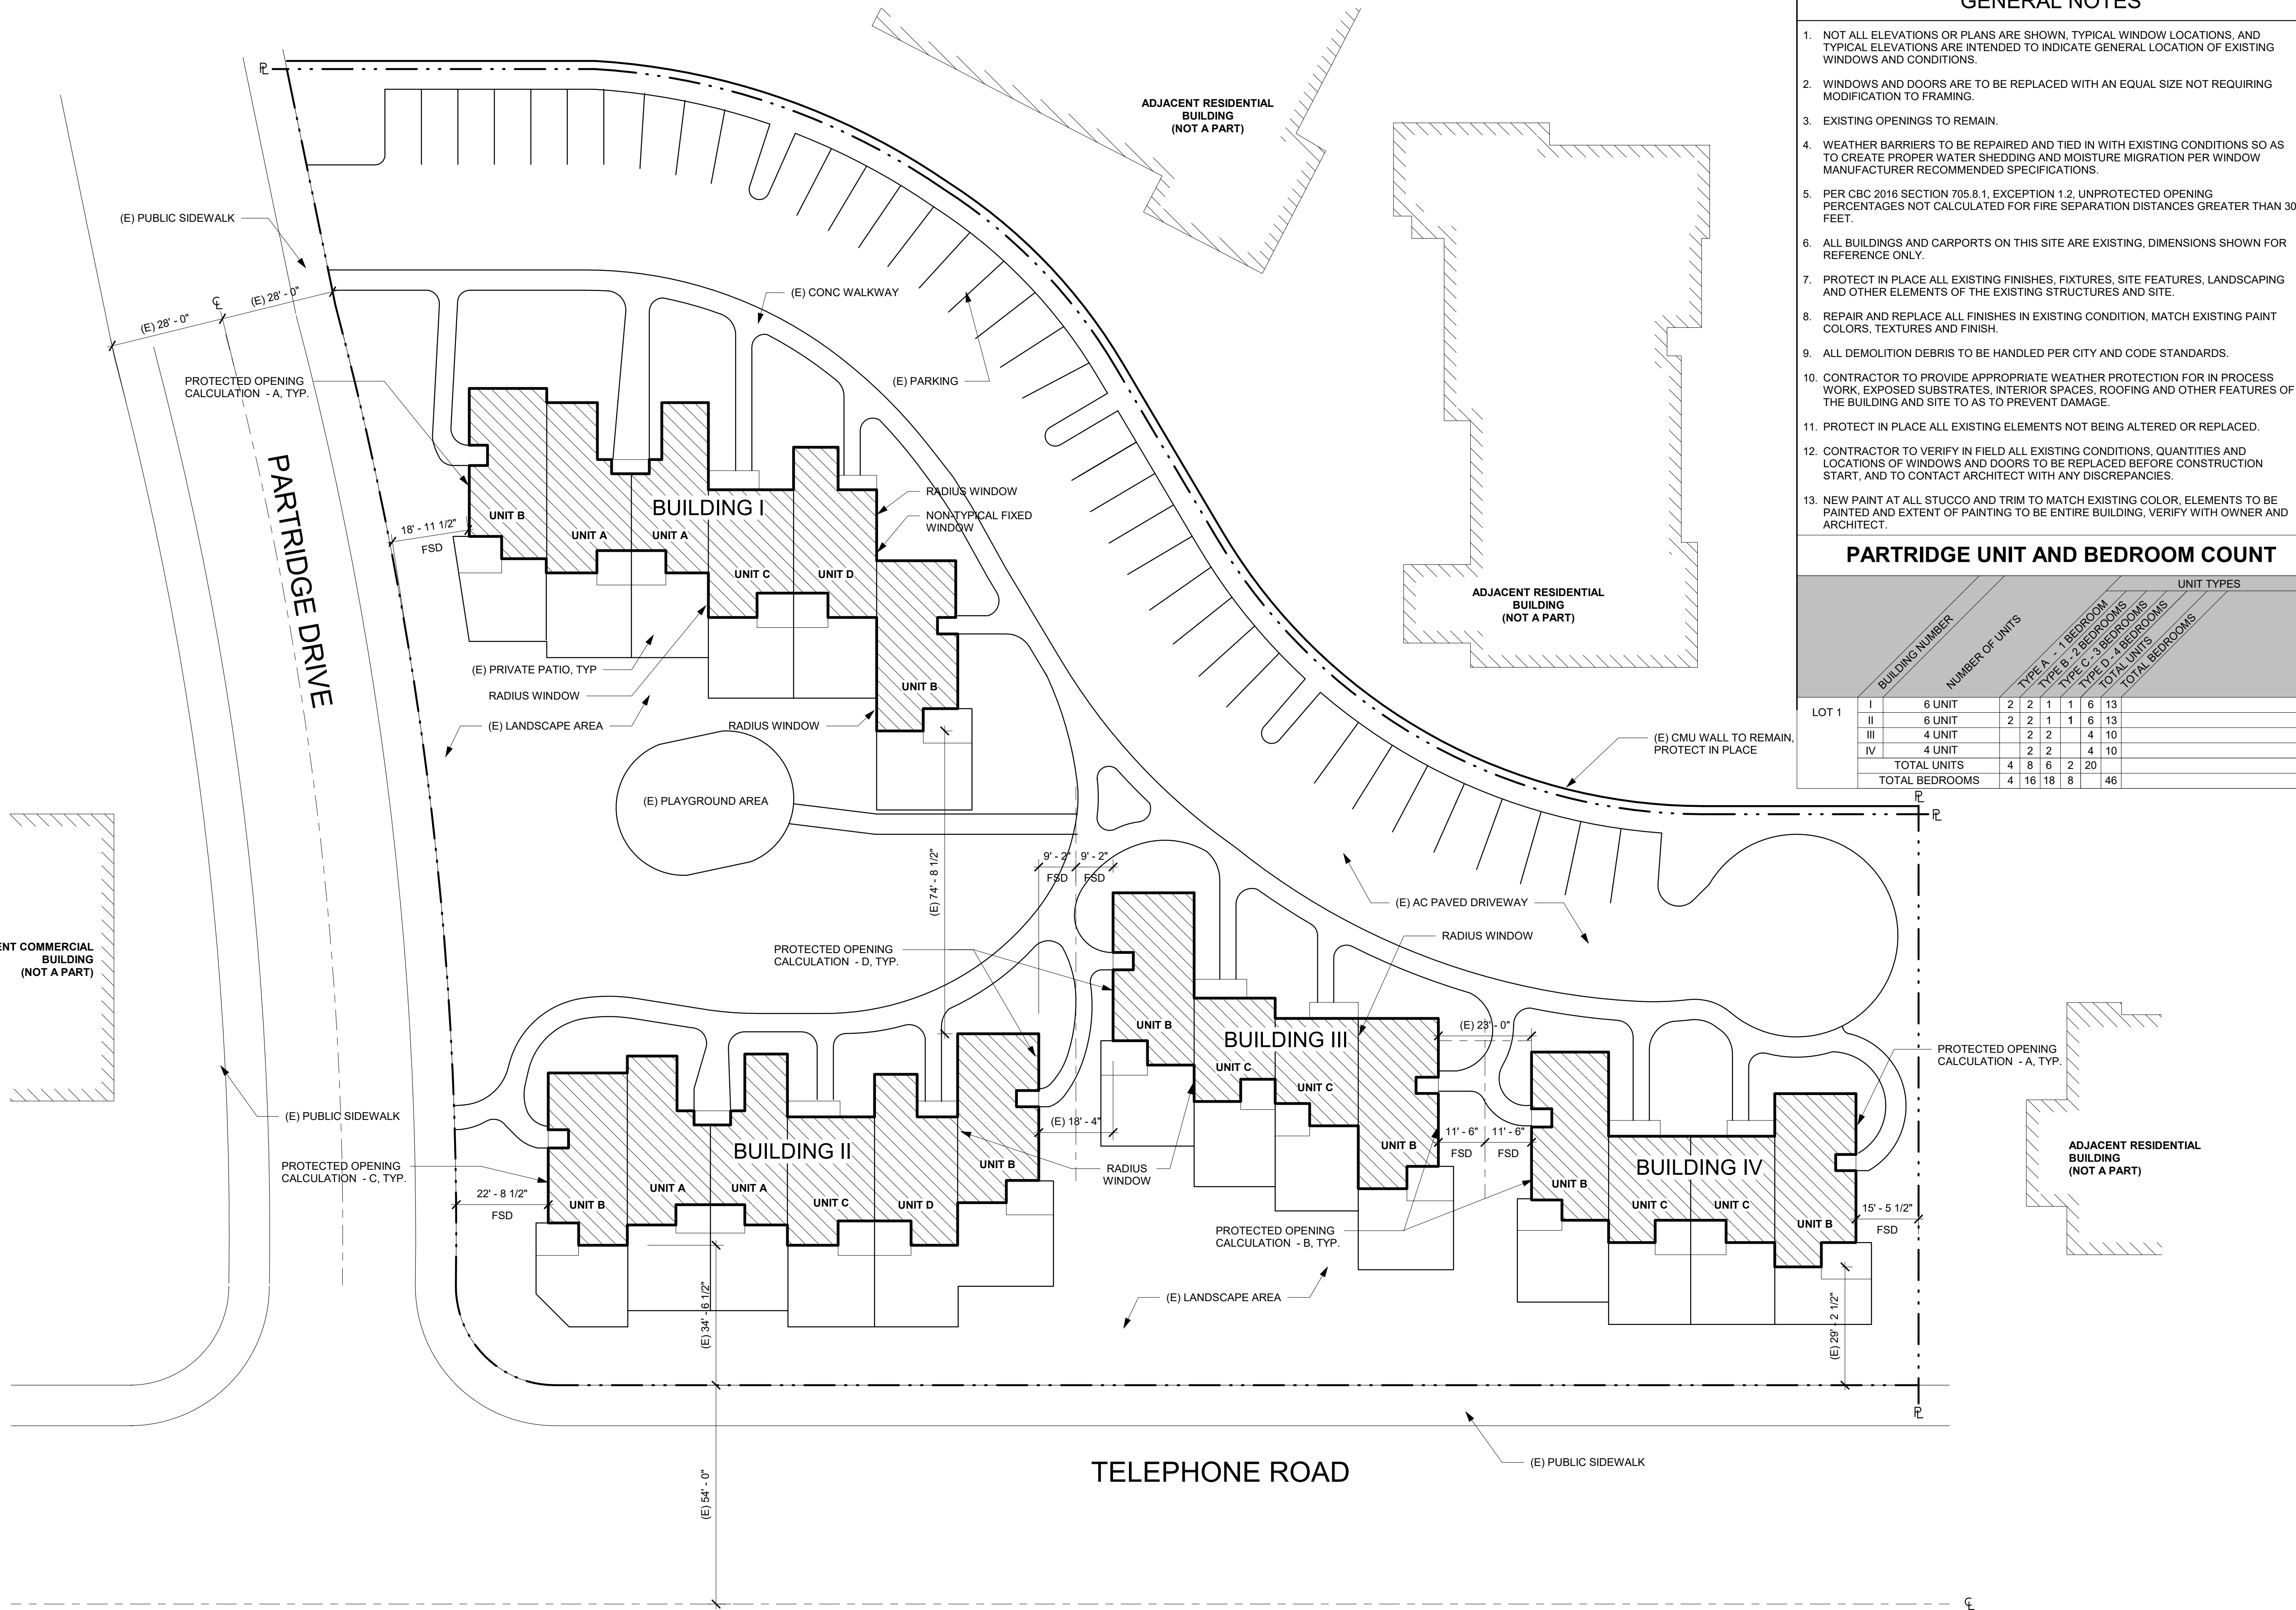 GENERAL NOTES
1. NOT ALL ELEVATIONS OR PLANS ARE SHOWN, TYPICAL WINDOW LOCATIONS, AND
TYPICAL ELEVATIONS ARE INTENDED TO INDICATE GENERAL LOCATION OF EXISTING
WINDOWS AND CONDITIONS.
2. WINDOWS AND DOORS ARE TO BE REPLACED WITH AN EQUAL SIZE NOT REQUIRING
MODIFICATION TO FRAMING.
3. EXISTING OPENINGS TO REMAIN.
4. WEATHER BARRIERS TO BE REPAIRED AND TIED IN WITH EXISTING CONDITIONS SO AS
TO CREATE PROPER WATER SHEDDING AND MOISTURE MIGRATION PER WINDOW
MANUFACTURER RECOMMENDED SPECIFICATIONS.
5. PER CBC 2016 SECTION 705.8.1, EXCEPTION 1.2, UNPROTECTED OPENING
PERCENTAGES NOT CALCULATED FOR FIRE SEPARATION DISTANCES GREATER THAN 30
FEET.
6. ALL BUILDINGS AND CARPORTS ON THIS SITE ARE EXISTING, DIMENSIONS SHOWN FOR
REFERENCE ONLY.
7. PROTECT IN PLACE ALL EXISTING FINISHES, FIXTURES, SITE FEATURES, LANDSCAPING
AND OTHER ELEMENTS OF THE EXISTING STRUCTURES AND SITE.
8. REPAIR AND REPLACE ALL FINISHES IN EXISTING CONDITION, MATCH EXISTING PAINT
COLORS, TEXTURES AND FINISH.
9. ALL DEMOLITION DEBRIS TO BE HANDLED PER CITY AND CODE STANDARDS.
10. CONTRACTOR TO PROVIDE APPROPRIATE WEATHER PROTECTION FOR IN PROCESS
WORK, EXPOSED SUBSTRATES, INTERIOR SPACES, ROOFING AND OTHER FEATURES OF
THE BUILDING AND SITE TO AS TO PREVENT DAMAGE.
11. PROTECT IN PLACE ALL EXISTING ELEMENTS NOT BEING ALTERED OR REPLACED.
12. CONTRACTOR TO VERIFY IN FIELD ALL EXISTING CONDITIONS, QUANTITIES AND
LOCATIONS OF WINDOWS AND DOORS TO BE REPLACED BEFORE CONSTRUCTION
START, AND TO CONTACT ARCHITECT WITH ANY DISCREPANCIES.
13. NEW PAINT AT ALL STUCCO AND TRIM TO MATCH EXISTING COLOR, ELEMENTS TO BE
PAINTED AND EXTENT OF PAINTING TO BE ENTIRE BUILDING, VERIFY WITH OWNER AND
ARCHITECT.
PARTRIDGE UNIT AND BEDROOM COUNT
UNIT TYPES
BUILDING NUMBER
NUMBER OF UNITS
TYPE A - 1 BEDROOM
TYPE B - 2 BEDROOMS
TYPE C - 3 BEDROOMS
TYPE D - 4 BEDROOMS
TOTAL UNITS
TOTAL BEDROOMS
LOT 1
I 6 UNIT 2 2 1 1 6 13
II 6 UNIT 2 2 1 1 6 13
III 4 UNIT 2 2 4 10
IV 4 UNIT 2 2 4 10
TOTAL UNITS 4 8 6 2 20
TOTAL BEDROOMS 4 16 18 8 46
PL
ADJACENT RESIDENTIAL
BUILDING
(NOT A PART)
(E) PUBLIC SIDEWALK
(E) 28' - 0"
CL
(E) 28' - 0"
(E) CONC WALKWAY
(E) PARKING
PROTECTED OPENING
CALCULATION - A, TYP.
PARTRIDGE DRIVE
18' - 11 1/2"
FSD
BUILDING I
UNIT B
UNIT A
UNIT A
UNIT C
UNIT D
UNIT B
RADIUS WINDOW
NON-TYPICAL FIXED
WINDOW
ADJACENT RESIDENTIAL
BUILDING
(NOT A PART)
(E) PRIVATE PATIO, TYP
RADIUS WINDOW
(E) LANDSCAPE AREA
RADIUS WINDOW
(E) CMU WALL TO REMAIN,
PROTECT IN PLACE
PL
PL
(E) PLAYGROUND AREA
(E) 74' - 8 1/2"
9' - 2"
FSD
9' - 2"
FSD
(E) AC PAVED DRIVEWAY
RADIUS WINDOW
ENT COMMERCIAL
BUILDING
(NOT A PART)
PROTECTED OPENING
CALCULATION - D, TYP.
BUILDING III
UNIT B
UNIT C
UNIT C
UNIT B
(E) 23' - 0"
PROTECTED OPENING
CALCULATION - A, TYP.
(E) PUBLIC SIDEWALK
(E) 18' - 4"
11' - 6"
FSD
11' - 6"
FSD
BUILDING II
UNIT B
UNIT A
UNIT A
UNIT C
UNIT D
UNIT B
RADIUS
WINDOW
BUILDING IV
UNIT B
UNIT C
UNIT C
UNIT B
ADJACENT RESIDENTIAL
BUILDING
(NOT A PART)
PROTECTED OPENING
CALCULATION - C, TYP.
22' - 8 1/2"
FSD
15' - 5 1/2"
FSD
PROTECTED OPENING
CALCULATION - B, TYP.
(E) LANDSCAPE AREA
(E) 34' - 6 1/2"
(E) 29' - 2 1/2"
PL
TELEPHONE ROAD
(E) PUBLIC SIDEWALK
(E) 54' - 0"
CL